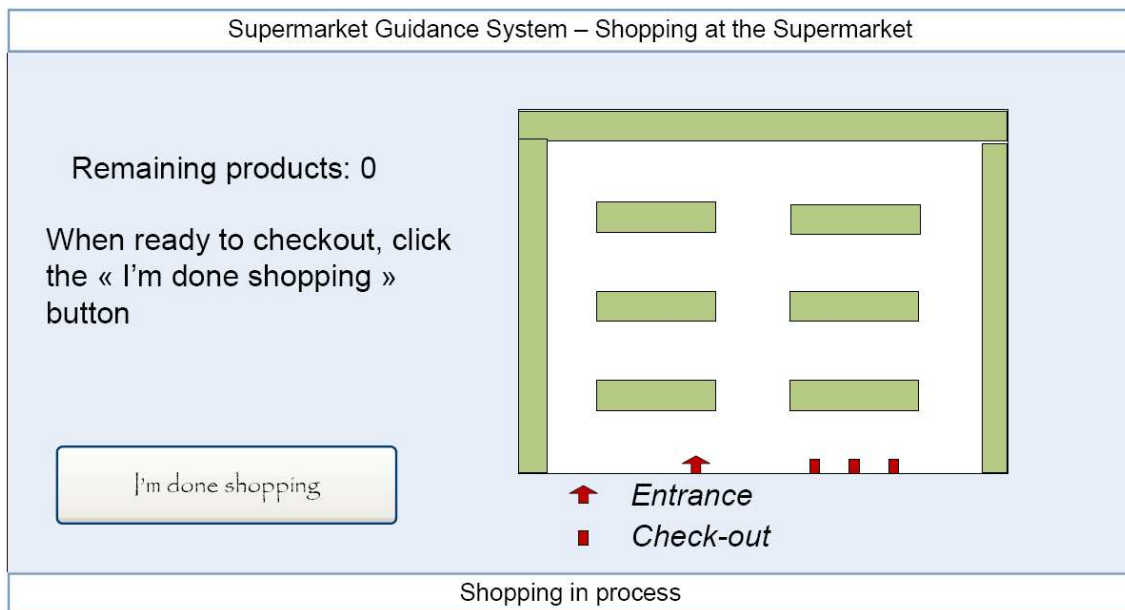 Supermarket Guidance System – Shopping at the Supermarket
Remaining products: 0
When ready to checkout, click
the « I'm done shopping »
button
I'm done shopping
Entrance
Check-out
Shopping in process